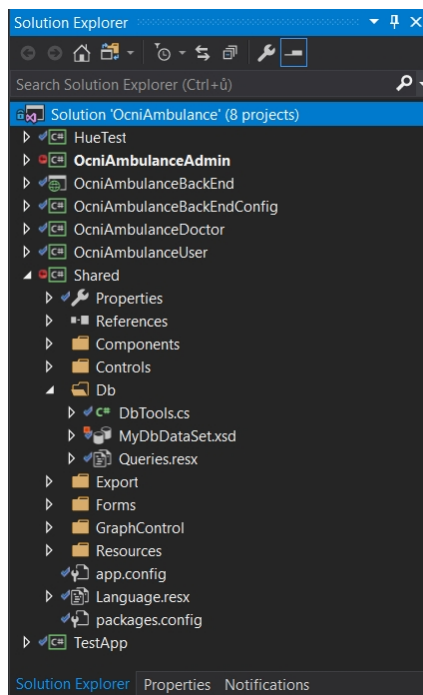 Solution Explorer
Search Solution Explorer (Ctrl+ů)
Solution 'OcniAmbulance' (8 projects)
HueTest
OcniAmbulanceAdmin
OcniAmbulanceBackEnd
OcniAmbulanceBackEndConfig
OcniAmbulanceDoctor
OcniAmbulanceUser
Shared
Properties
References
Components
Controls
Db
DbTools.cs
MyDbDataSet.xsd
Queries.resx
Export
Forms
GraphControl
Resources
app.config
Language.resx
packages.config
TestApp
Solution Explorer Properties Notifications